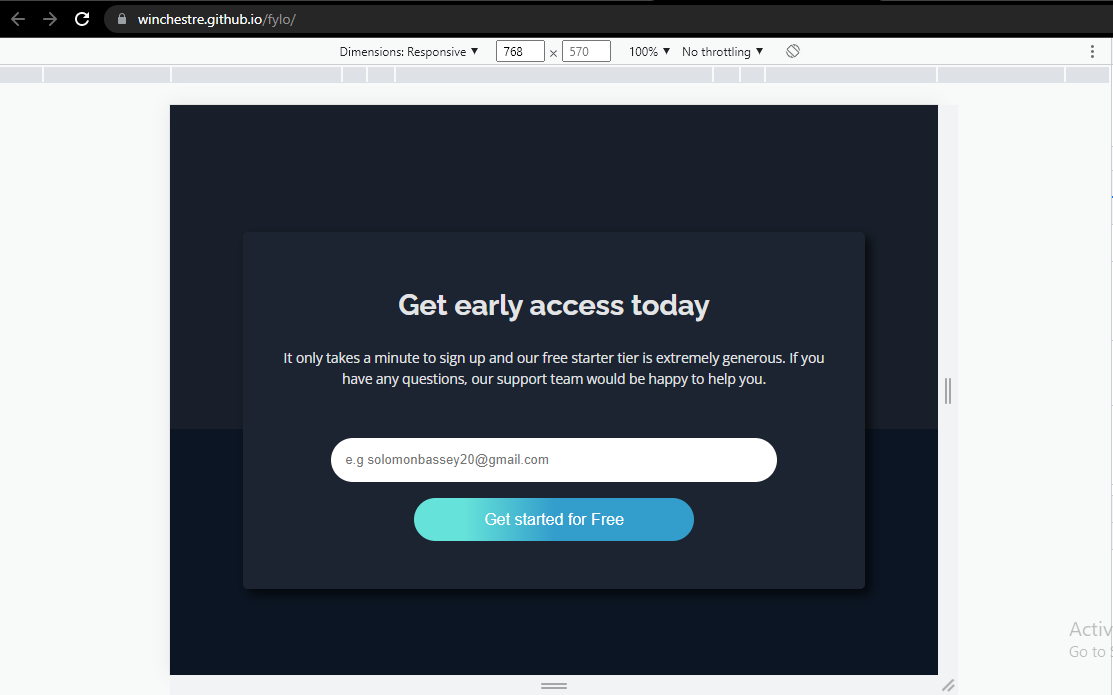 winchestre.github.io/fylo/
Dimensions: Responsive ▼ 768 × 570 100% ▼ No throttling ▼
Get early access today
It only takes a minute to sign up and our free starter tier is extremely generous. If you
have any questions, our support team would be happy to help you.
e.g solomonbassey20@gmail.com
Get started for Free
Activ
Go to S